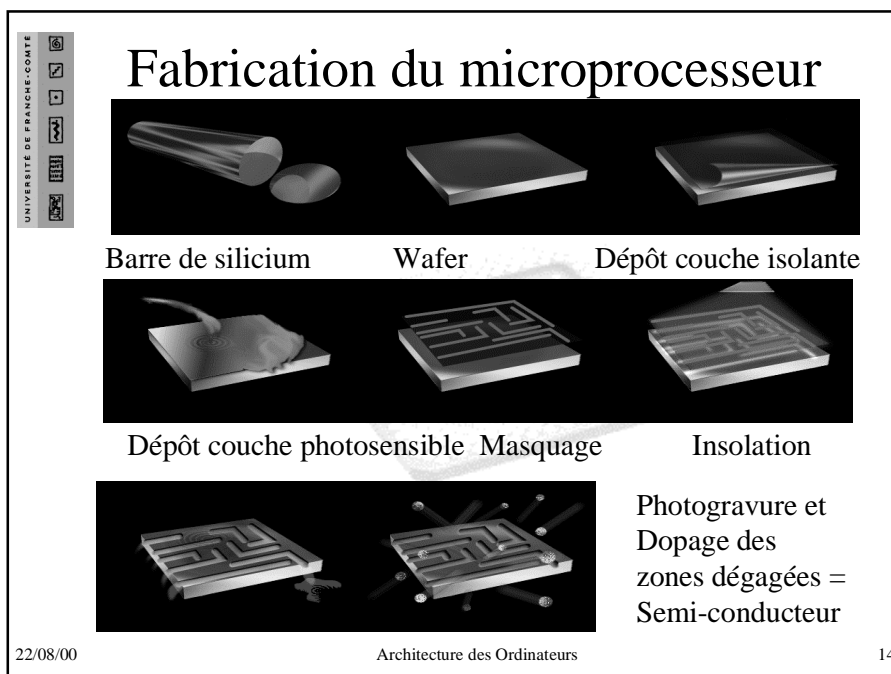 UNIVERSITÉ DE FRANCHE-COMTÉ
Fabrication du microprocesseur
Barre de silicium Wafer Dépôt couche isolante
Dépôt couche photosensible Masquage Insolation
Photogravure et
Dopage des
zones dégagées =
Semi-conducteur
22/08/00 Architecture des Ordinateurs 14